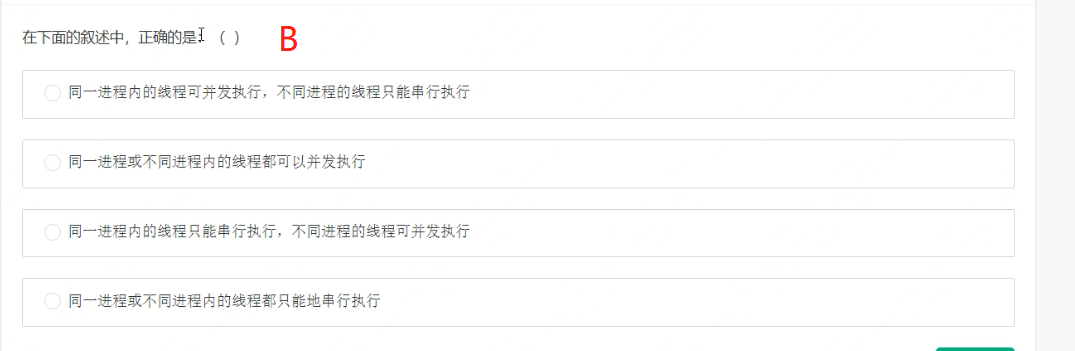 在下面的叙述中，正确的是：（ ） B
同一进程内的线程可并发执行，不同进程的线程只能串行执行
同一进程或不同进程内的线程都可以并发执行
同一进程内的线程只能串行执行，不同进程的线程可并发执行
同一进程或不同进程内的线程都只能地串行执行